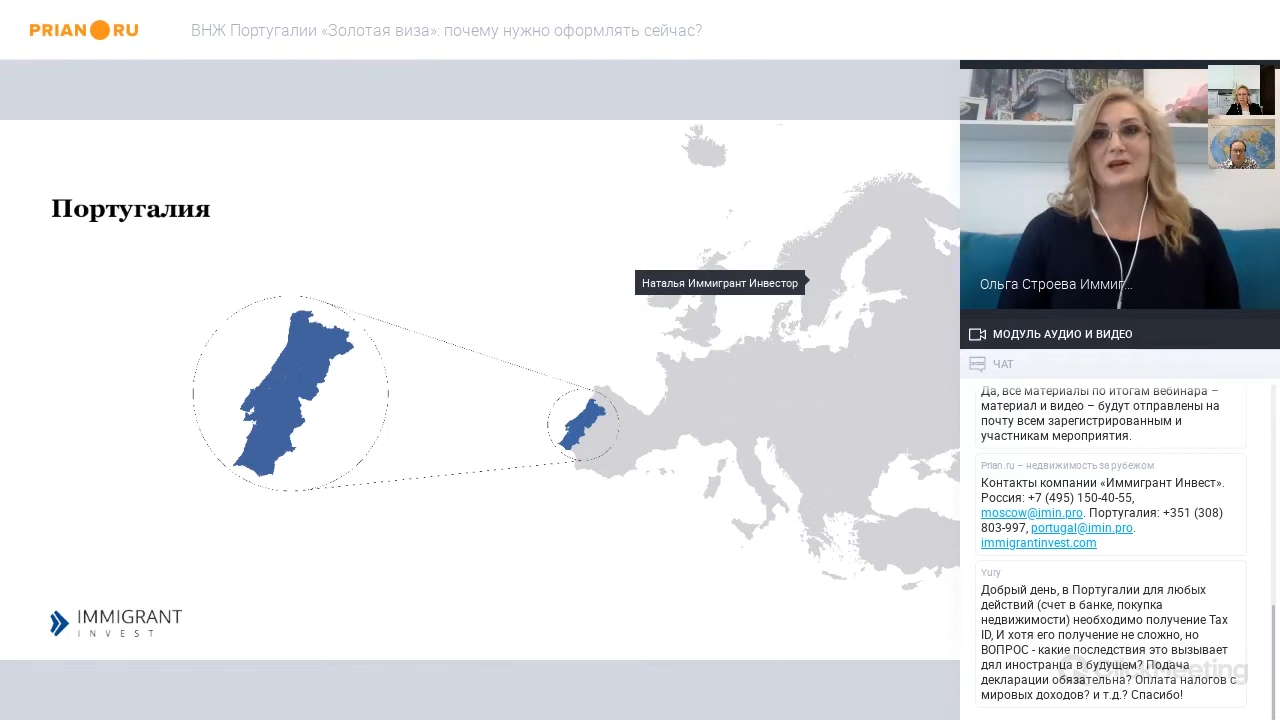 PRIAN RU
ВНЖ Португалии «Золотая виза»: почему нужно оформлять сейчас?
Португалия
Наталья Иммигрант Инвестор
IMMIGRANT
INVEST
Ольга Строева Иммиг...
МОДУЛЬ АУДИО И ВИДЕО
ЧАТ
Да, все материалы по итогам вебинара –
материал и видео – будут отправлены на
почту всем зарегистрированным и
участникам мероприятия.
Prian.ru – недвижимость за рубежом
Контакты компании «Иммигрант Инвест».
Россия: +7 (495) 150-40-55,
moscow@imin.pro. Португалия: +351 (308)
803-997, portugal@imin.pro.
immigrantinvest.com
Yury
Добрый день, в Португалии для любых
действий (счет в банке, покупка
недвижимости) необходимо получение Tax
ID, И хотя его получение не сложно, но
ВОПРОС - какие последствия это вызывает
дял иностранца в будущем? Подача
декларации обязательна? Оплата налогов с
мировых доходов? и т.д.? Спасибо!